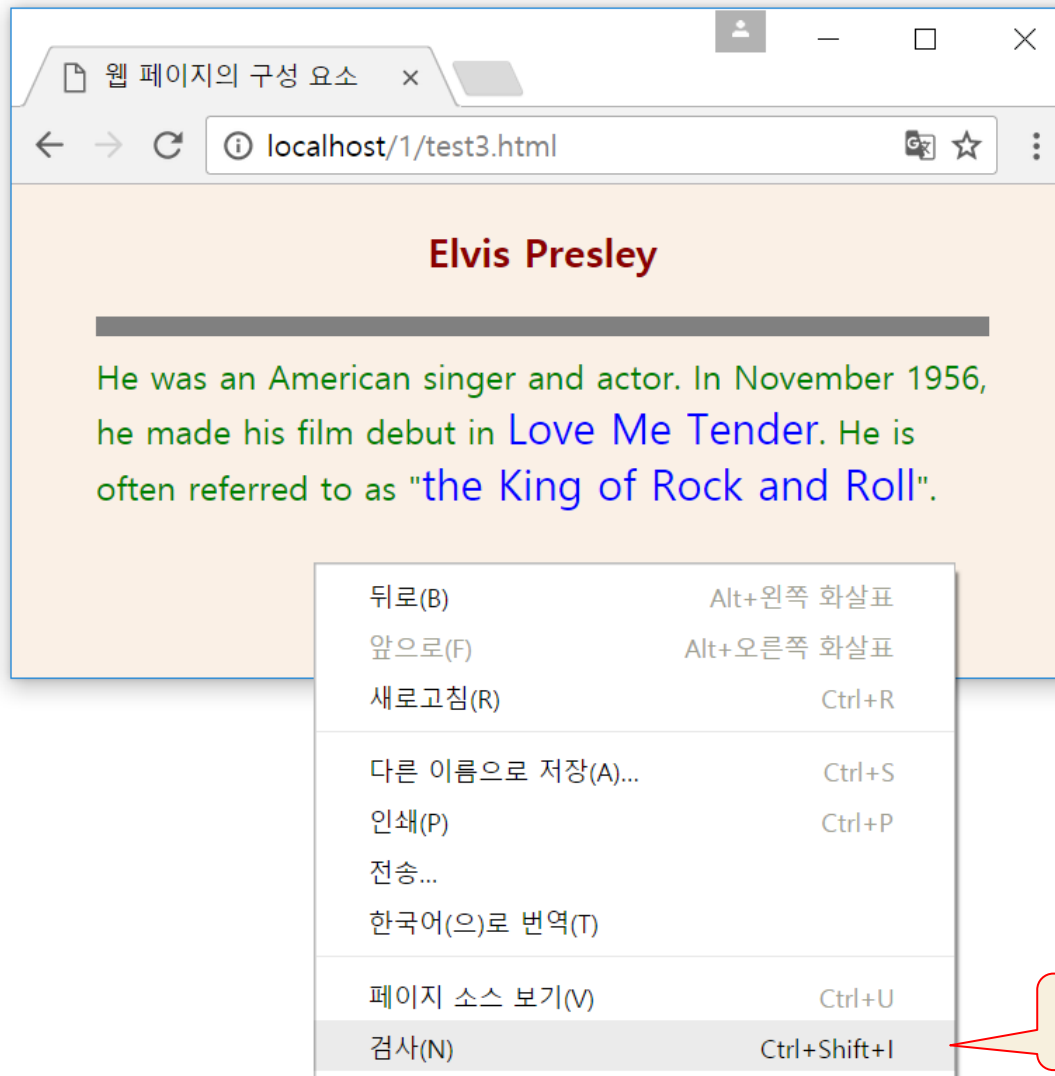 웹 페이지의 구성 요소
localhost/1/test3.html
Elvis Presley
He was an American singer and actor. In November 1956,
he made his film debut in Love Me Tender. He is
often referred to as "the King of Rock and Roll".
뒤로(B) Alt+왼쪽 화살표
앞으로(F) Alt+오른쪽 화살표
새로고침(R) Ctrl+R
다른 이름으로 저장(A)... Ctrl+S
인쇄(P) Ctrl+P
전송...
한국어(으)로 번역(T)
페이지 소스 보기(V) Ctrl+U
검사(N) Ctrl+Shift+I